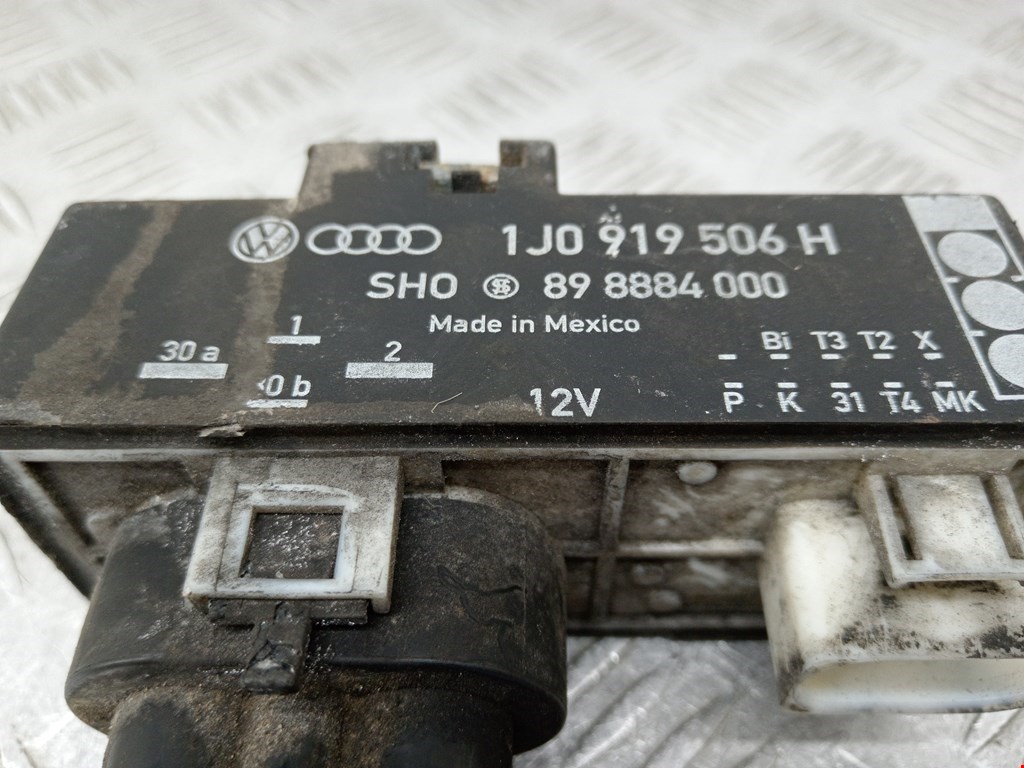 1J0 919 506 H
SHO 89 8884 000
Made in Mexico
1
30 a
2
0 b
12V
Bi T3 T2 X
P K 31 T4 MK